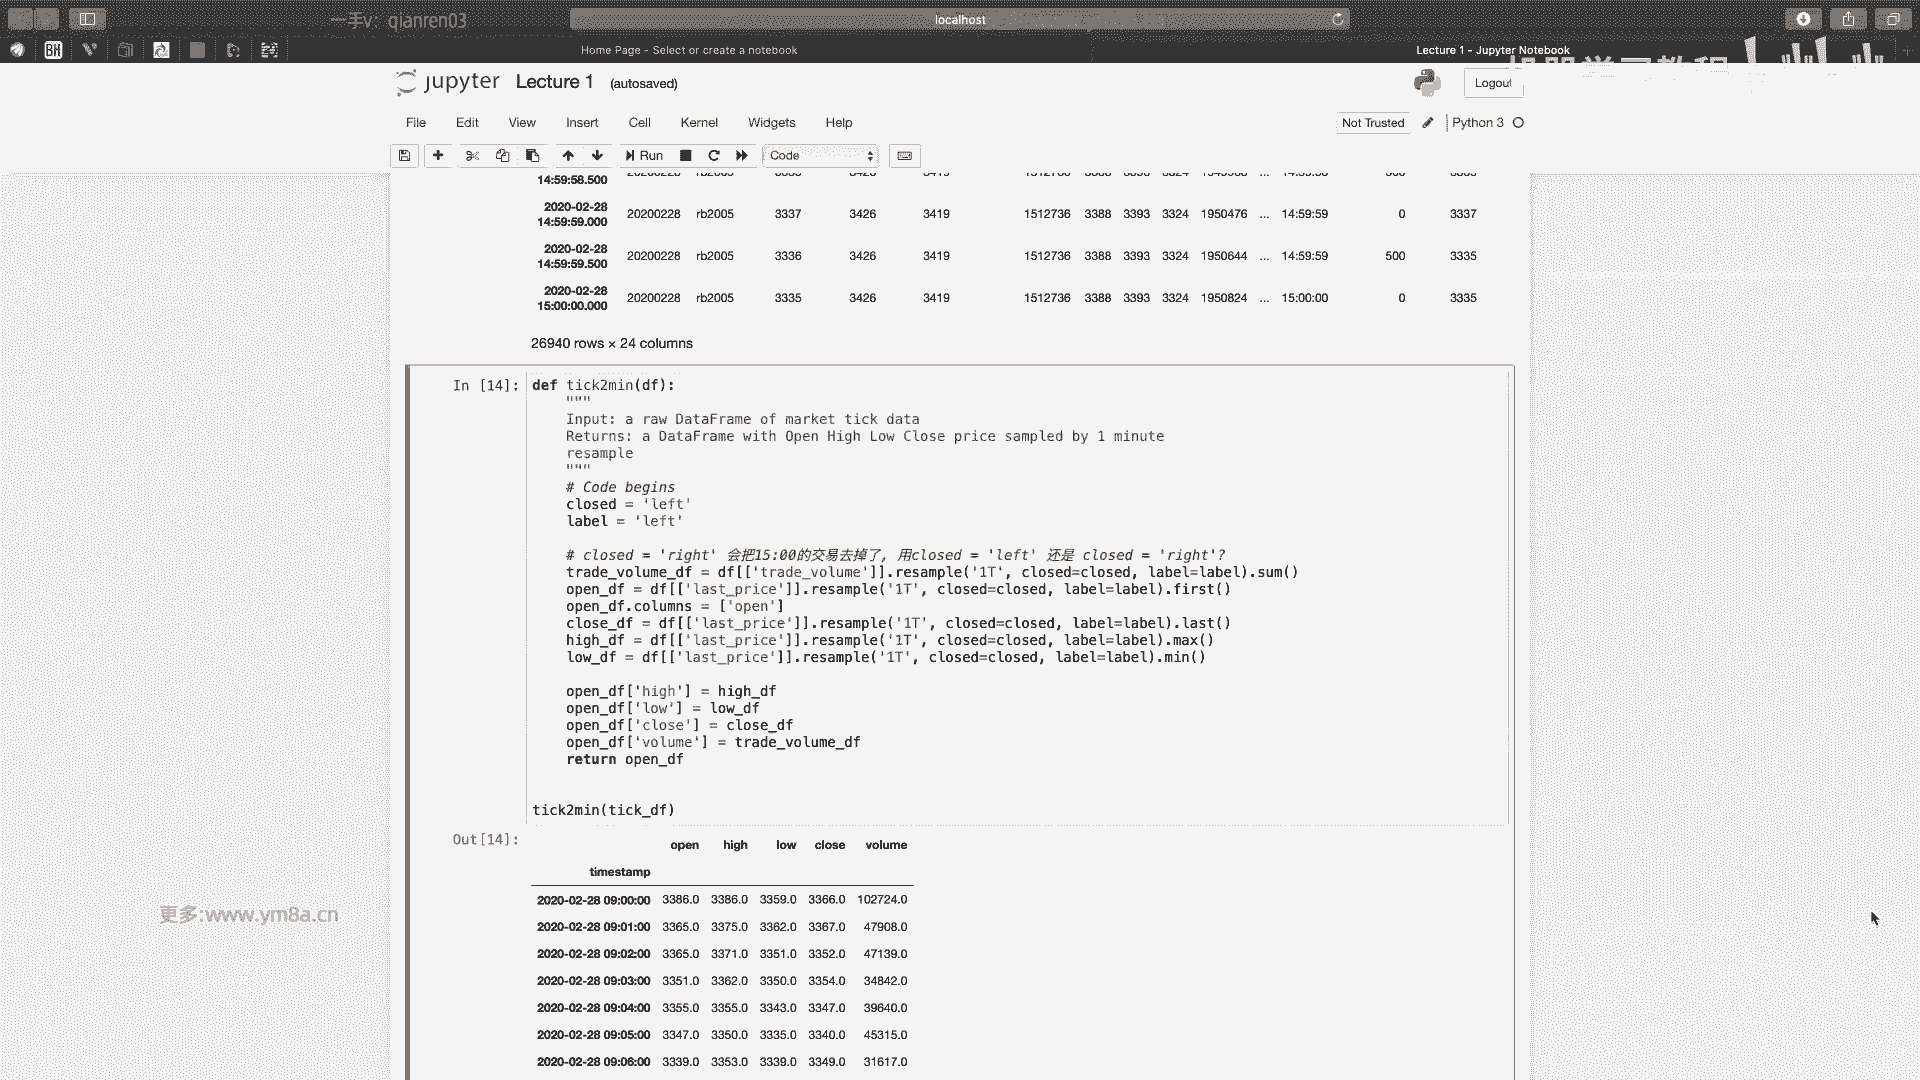 一手v：qianren03
localhost
Home Page - Select or create a notebook
Lecture 1 - Jupyter Notebook
jupyter Lecture 1 (autosaved)
Logout
File Edit View Insert Cell Kernel Widgets Help
Not Trusted Python 3
Run Code
14:59:58.500
2020-02-28
14:59:59.000 20200228 rb2005 3337 3426 3419 1512736 3388 3393 3324 1950476 ... 14:59:59 0 3337
2020-02-28
14:59:59.500 20200228 rb2005 3336 3426 3419 1512736 3388 3393 3324 1950644 ... 14:59:59 500 3335
2020-02-28
15:00:00.000 20200228 rb2005 3335 3426 3419 1512736 3388 3393 3324 1950824 ... 15:00:00 0 3335
26940 rows × 24 columns
In [14]: def tick2min(df):
"""
Input: a raw DataFrame of market tick data
Returns: a DataFrame with Open High Low Close price sampled by 1 minute
resample
"""
# Code begins
closed = 'left'
label = 'left'
# closed = 'right' 会把15:00的交易去掉了, 用closed = 'left' 还是 closed = 'right'?
trade_volume_df = df[['trade_volume']].resample('1T', closed=closed, label=label).sum()
open_df = df[['last_price']].resample('1T', closed=closed, label=label).first()
open_df.columns = ['open']
close_df = df[['last_price']].resample('1T', closed=closed, label=label).last()
high_df = df[['last_price']].resample('1T', closed=closed, label=label).max()
low_df = df[['last_price']].resample('1T', closed=closed, label=label).min()
open_df['high'] = high_df
open_df['low'] = low_df
open_df['close'] = close_df
open_df['volume'] = trade_volume_df
return open_df
tick2min(tick_df)
Out[14]:
open high low close volume
timestamp
2020-02-28 09:00:00 3386.0 3386.0 3359.0 3366.0 102724.0
2020-02-28 09:01:00 3365.0 3375.0 3362.0 3367.0 47908.0
2020-02-28 09:02:00 3365.0 3371.0 3351.0 3352.0 47139.0
2020-02-28 09:03:00 3351.0 3362.0 3350.0 3354.0 34842.0
2020-02-28 09:04:00 3355.0 3355.0 3343.0 3347.0 39640.0
2020-02-28 09:05:00 3347.0 3350.0 3335.0 3340.0 45315.0
2020-02-28 09:06:00 3339.0 3353.0 3339.0 3349.0 31617.0
更多:www.ym8a.cn